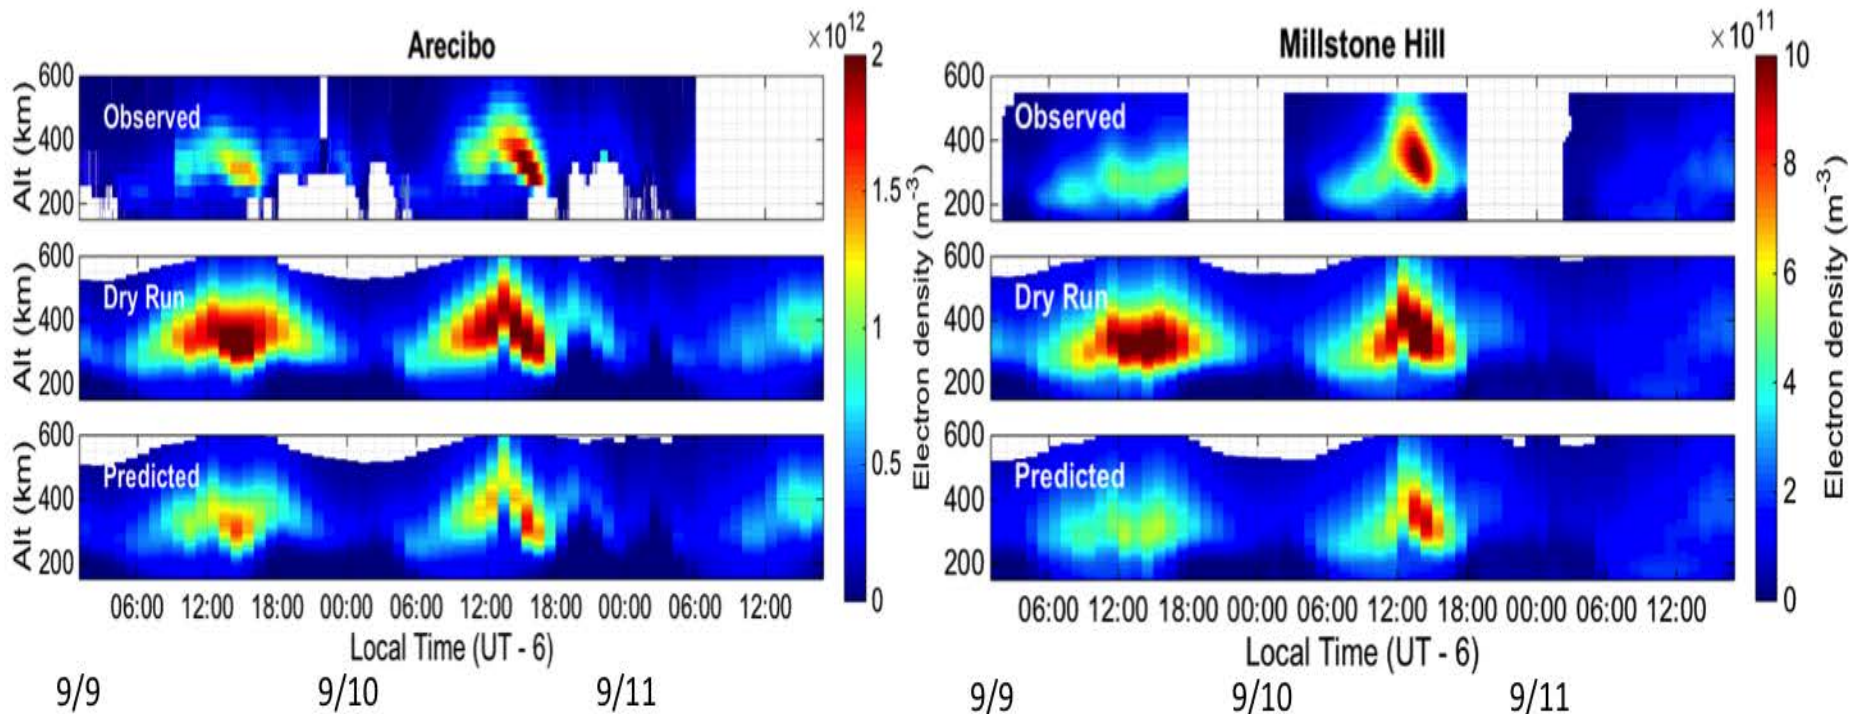 Arecibo
×10¹²
Alt (km)
600
400
200
Observed
Alt (km)
600
400
200
Dry Run
Alt (km)
600
400
200
Predicted
06:00 12:00 18:00 00:00 06:00 12:00 18:00 00:00 06:00 12:00
Local Time (UT - 6)
9/9 9/10 9/11
2
1.5
1
0.5
0
Electron density (m⁻³)
Millstone Hill
×10¹¹
600
400
200
Observed
600
400
200
Dry Run
600
400
200
Predicted
06:00 12:00 18:00 00:00 06:00 12:00 18:00 00:00 06:00 12:00
Local Time (UT - 6)
9/9 9/10 9/11
10
8
6
4
2
0
Electron density (m⁻³)